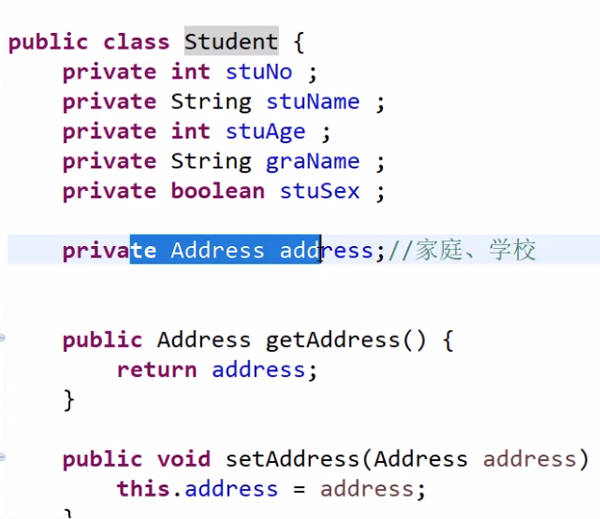 public class Student {
private int stuNo ;
private String stuName ;
private int stuAge ;
private String graName ;
private boolean stuSex ;
private Address address;//家庭、学校
public Address getAddress() {
return address;
}
public void setAddress(Address address)
this.address = address;
}